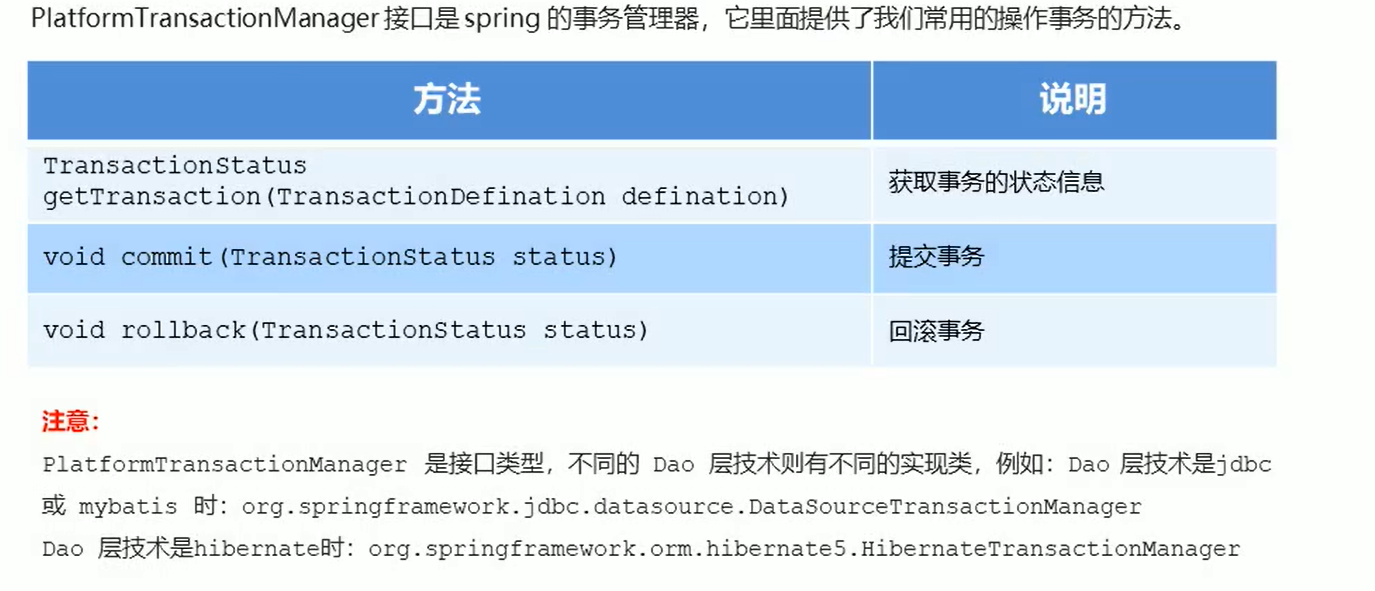 PlatformTransactionManager 接口是 spring 的事务管理器，它里面提供了我们常用的操作事务的方法。
方法 说明
TransactionStatus
getTransaction(TransactionDefination defination) 获取事务的状态信息
void commit(TransactionStatus status) 提交事务
void rollback(TransactionStatus status) 回滚事务
注意：
PlatformTransactionManager 是接口类型，不同的 Dao 层技术则有不同的实现类，例如：Dao 层技术是jdbc
或 mybatis 时：org.springframework.jdbc.datasource.DataSourceTransactionManager
Dao 层技术是hibernate时：org.springframework.orm.hibernate5.HibernateTransactionManager